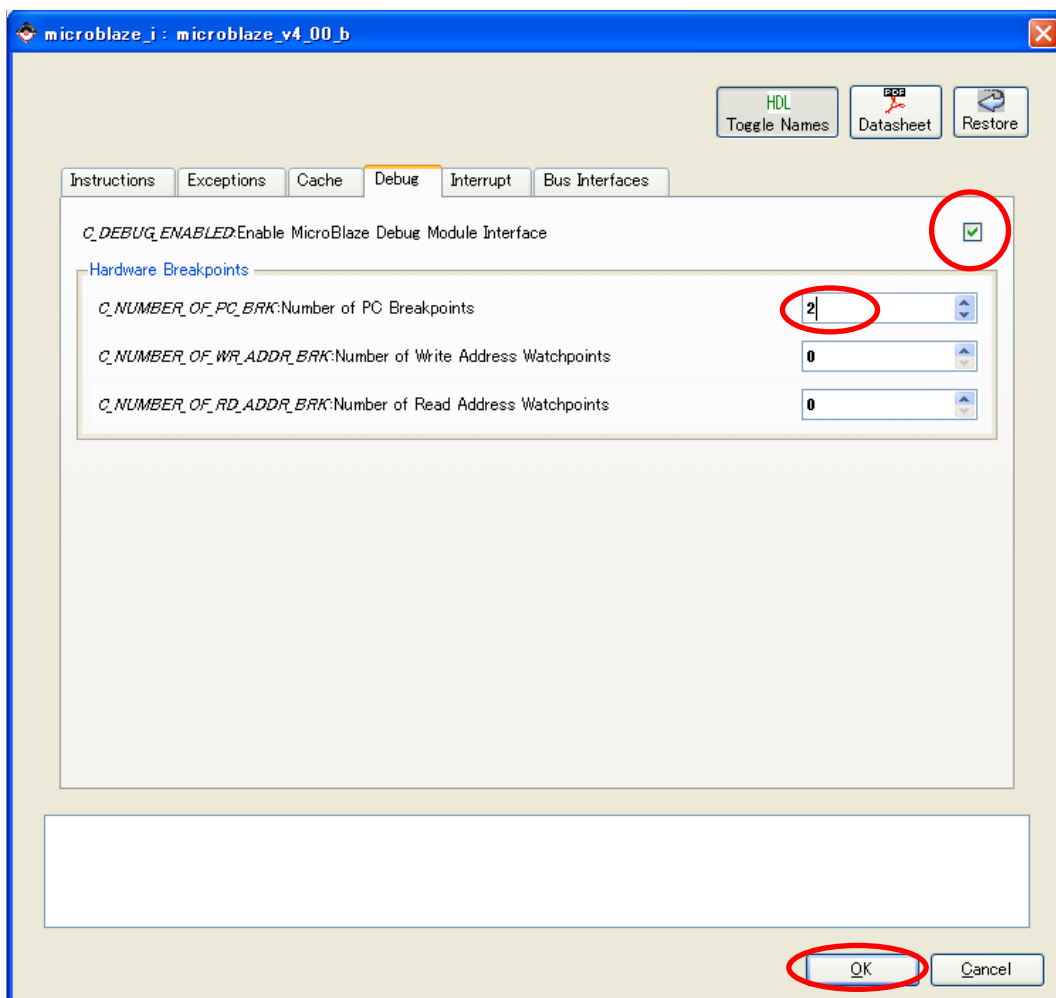 microblaze_i : microblaze_v4_00_b
HDL
Toggle Names
PDF
Datasheet
Restore
Instructions Exceptions Cache Debug Interrupt Bus Interfaces
C_DEBUG_ENABLED:Enable MicroBlaze Debug Module Interface
Hardware Breakpoints
C_NUMBER_OF_PC_BRK:Number of PC Breakpoints 2
C_NUMBER_OF_WR_ADDR_BRK:Number of Write Address Watchpoints 0
C_NUMBER_OF_RD_ADDR_BRK:Number of Read Address Watchpoints 0
OK Cancel